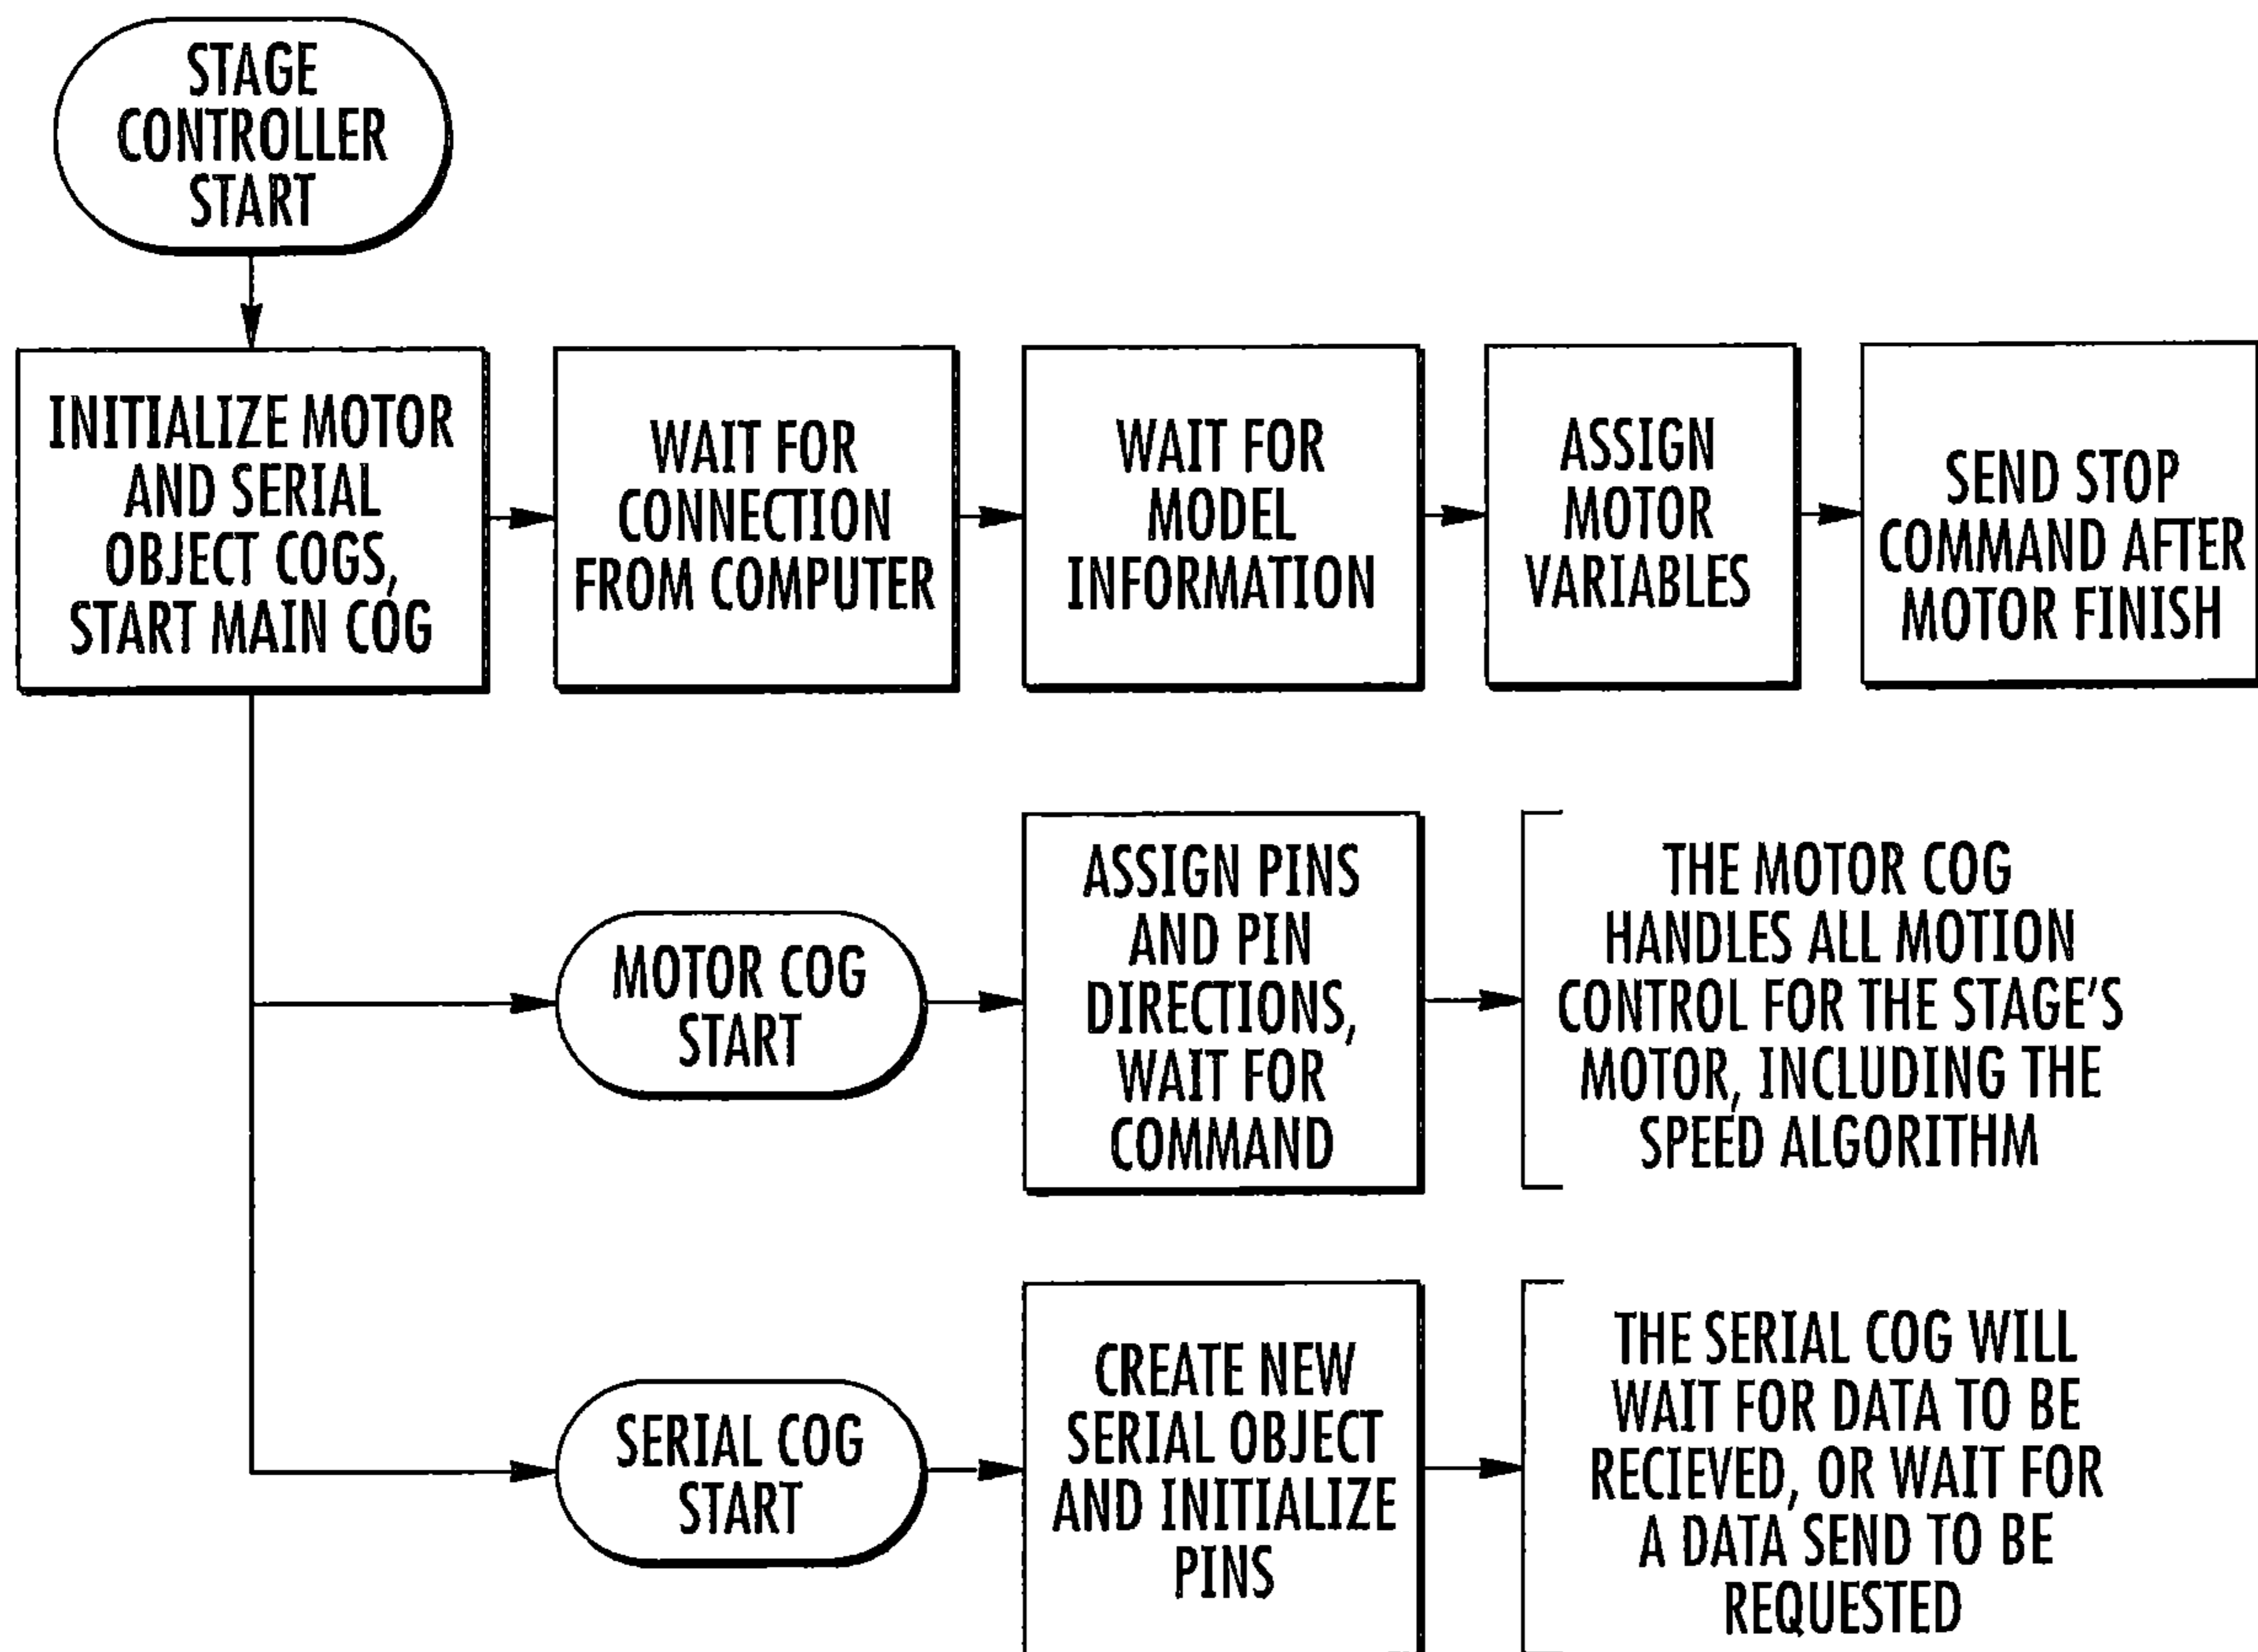 STAGE
CONTROLLER
START
INITIALIZE MOTOR
AND SERIAL
OBJECT COGS,
START MAIN COG
WAIT FOR
CONNECTION
FROM COMPUTER
WAIT FOR
MODEL
INFORMATION
ASSIGN
MOTOR
VARIABLES
SEND STOP
COMMAND AFTER
MOTOR FINISH
MOTOR COG
START
ASSIGN PINS
AND PIN
DIRECTIONS,
WAIT FOR
COMMAND
THE MOTOR COG
HANDLES ALL MOTION
CONTROL FOR THE STAGE'S
MOTOR, INCLUDING THE
SPEED ALGORITHM
SERIAL COG
START
CREATE NEW
SERIAL OBJECT
AND INITIALIZE
PINS
THE SERIAL COG WILL
WAIT FOR DATA TO BE
RECIEVED, OR WAIT FOR
A DATA SEND TO BE
REQUESTED